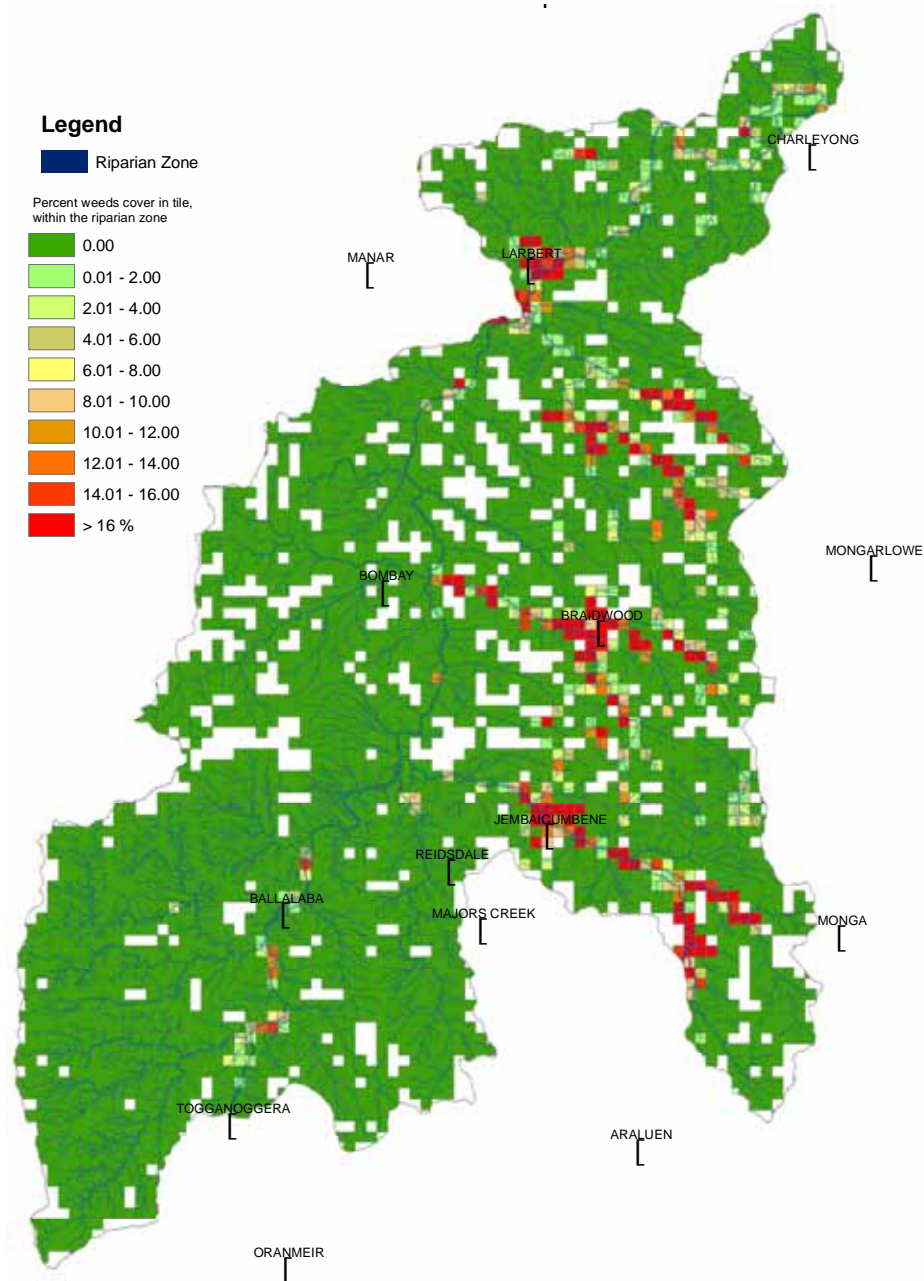 Legend
Riparian Zone
Percent weeds cover in tile,
within the riparian zone
0.00
0.01 - 2.00
2.01 - 4.00
4.01 - 6.00
6.01 - 8.00
8.01 - 10.00
10.01 - 12.00
12.01 - 14.00
14.01 - 16.00
> 16 %
CHARLEYONG
MANAR
LARBERT
MONGARLOWE
BOMBAY
BRAIDWOOD
JEMBAICUMBENE
REIDSDALE
BALLALABA
MAJORS CREEK
MONGA
TOGGANOGGERA
ARALUEN
ORANMEIR